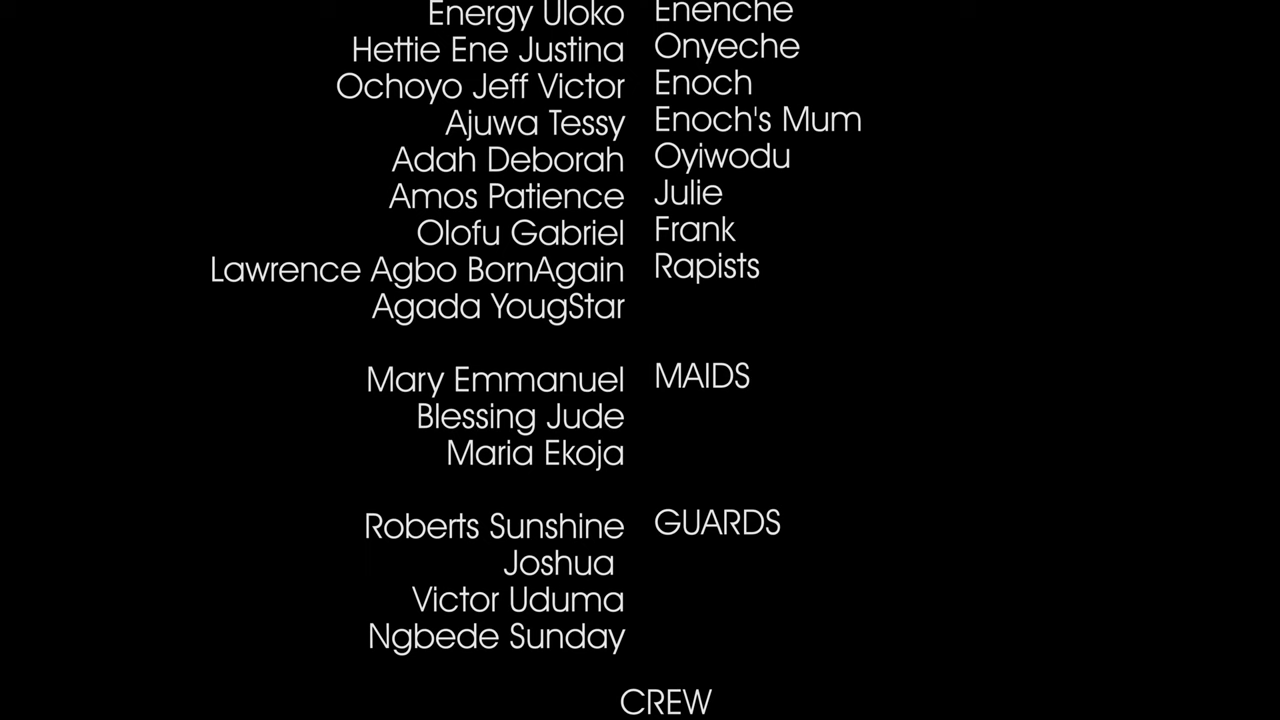 Energy Uloko Enenche
Hettie Ene Justina Onyeche
Ochoyo Jeff Victor Enoch
Ajuwa Tessy Enoch's Mum
Adah Deborah Oyiwodu
Amos Patience Julie
Olofu Gabriel Frank
Lawrence Agbo BornAgain Rapists
Agada YougStar
Mary Emmanuel MAIDS
Blessing Jude
Maria Ekoja
Roberts Sunshine GUARDS
Joshua
Victor Uduma
Ngbede Sunday
CREW